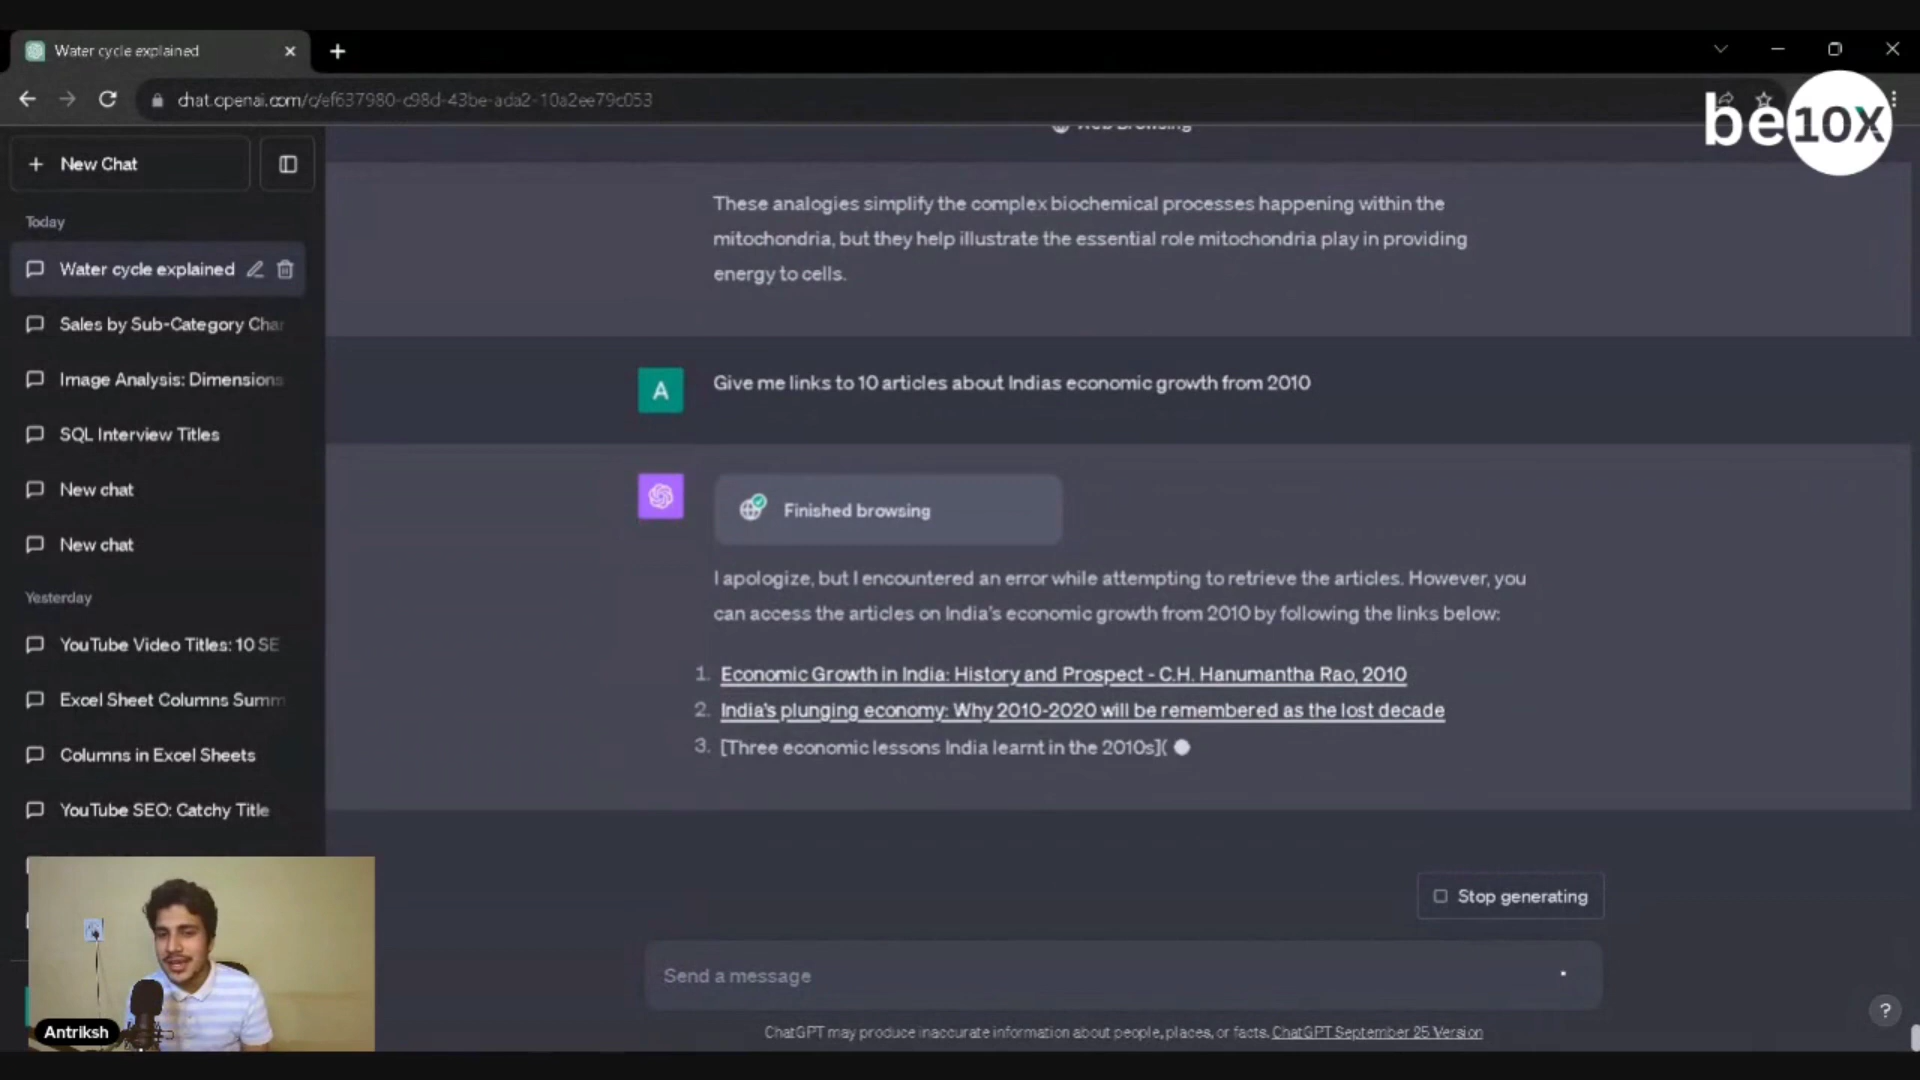 Water cycle explained
chat.openai.com/c/ef637980-c98d-43be-ada2-10a2ee79c053
be10X
Web Browsing
New Chat
Today
Water cycle explained
Sales by Sub-Category Char
Image Analysis: Dimensions
SQL Interview Titles
New chat
New chat
Yesterday
YouTube Video Titles: 10 SE
Excel Sheet Columns Summ
Columns in Excel Sheets
YouTube SEO: Catchy Title
These analogies simplify the complex biochemical processes happening within the
mitochondria, but they help illustrate the essential role mitochondria play in providing
energy to cells.
A
Give me links to 10 articles about Indias economic growth from 2010
Finished browsing
I apologize, but I encountered an error while attempting to retrieve the articles. However, you
can access the articles on India's economic growth from 2010 by following the links below:
1. Economic Growth in India: History and Prospect - C.H. Hanumantha Rao, 2010
2. India's plunging economy: Why 2010-2020 will be remembered as the lost decade
3. [Three economic lessons India learnt in the 2010s](
Stop generating
Send a message
?
ChatGPT may produce inaccurate information about people, places, or facts. ChatGPT September 25 Version
Antriksh